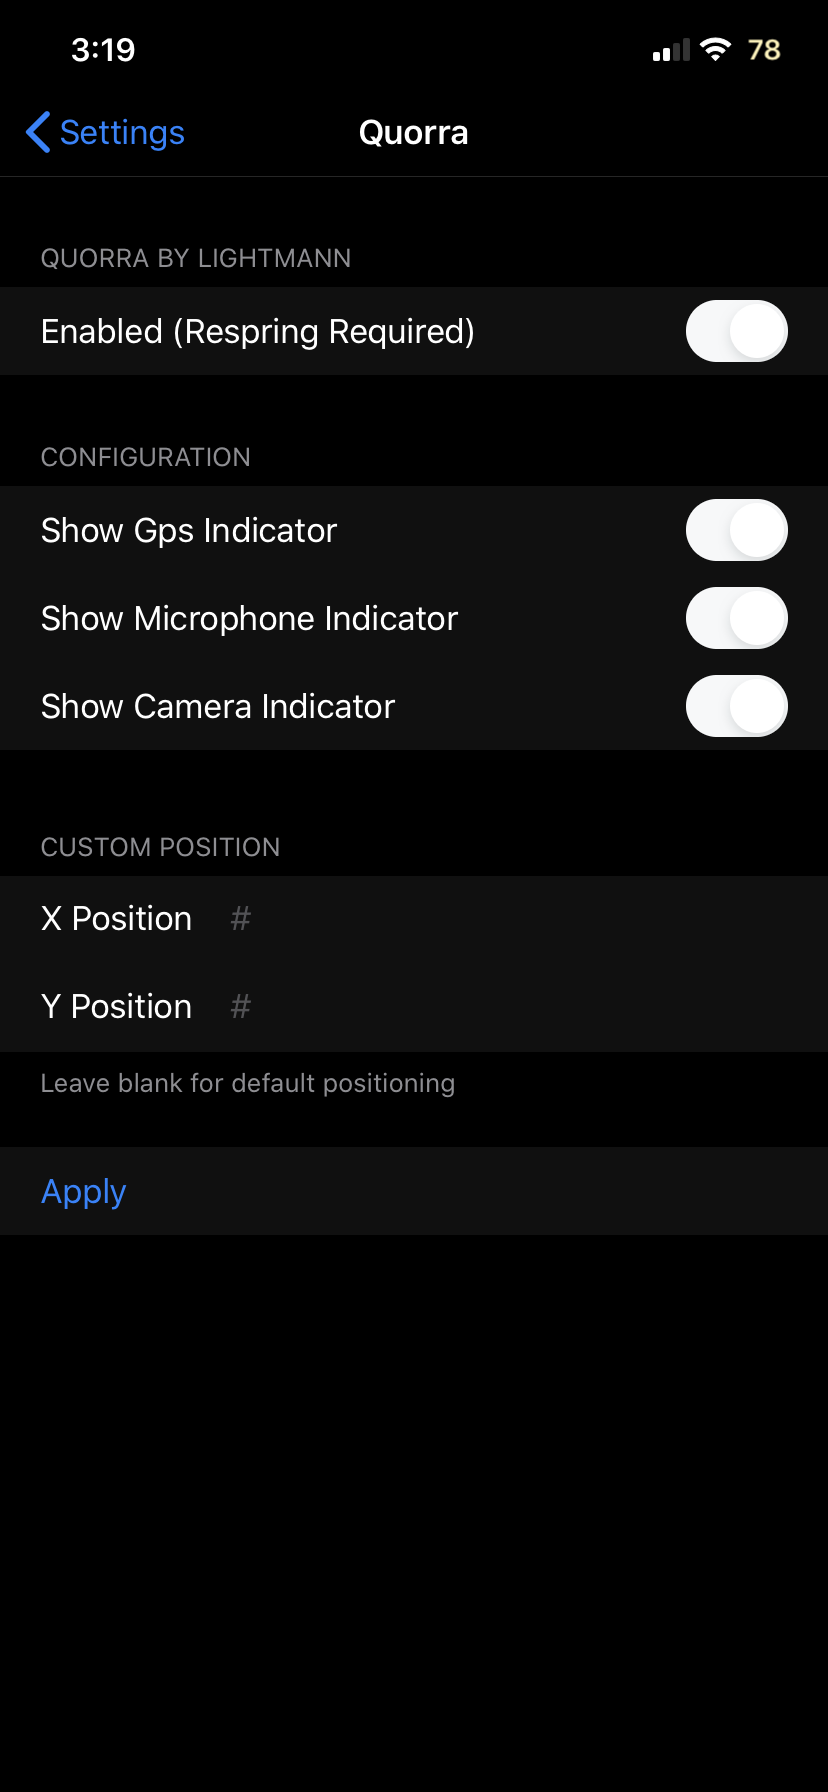 3:19
78
Settings
Quorra
QUORRA BY LIGHTMANN
Enabled (Respring Required)
CONFIGURATION
Show Gps Indicator
Show Microphone Indicator
Show Camera Indicator
CUSTOM POSITION
X Position #
Y Position #
Leave blank for default positioning
Apply